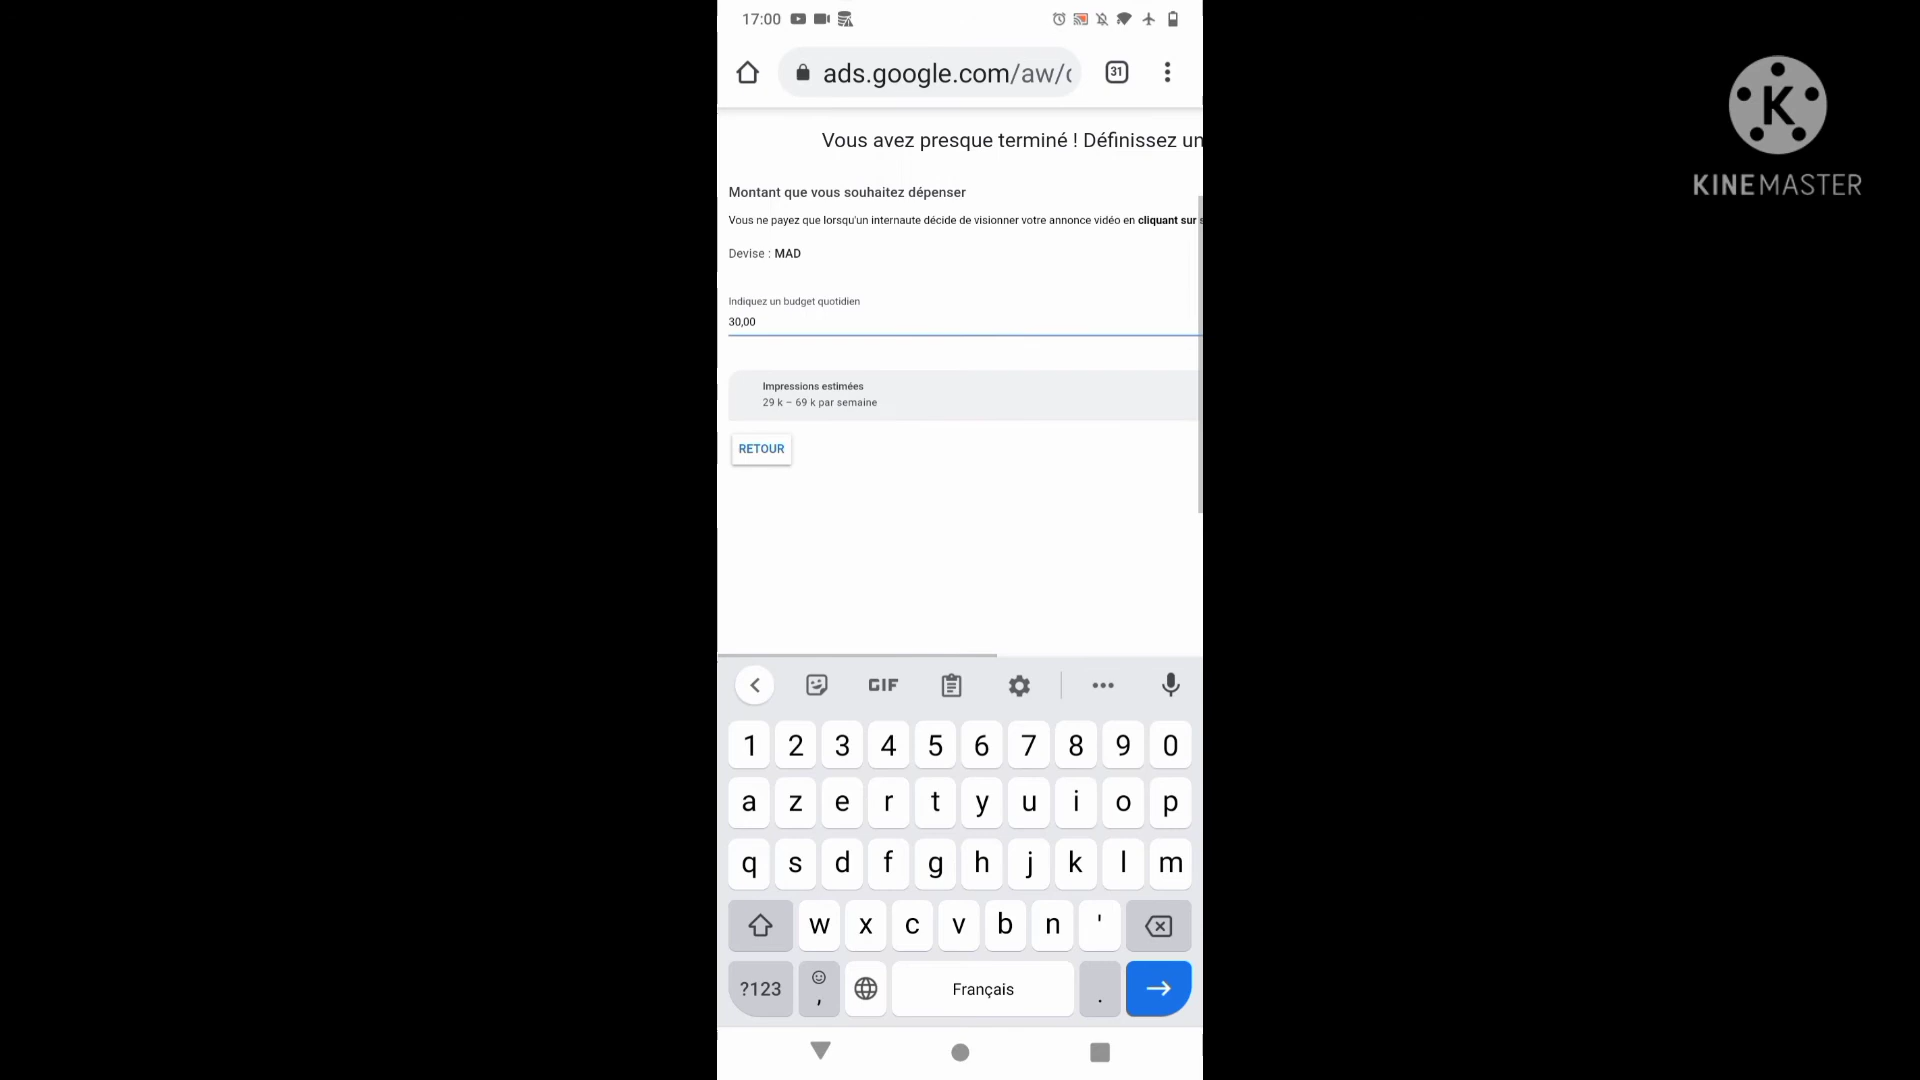 17:00
ads.google.com/aw/c
31
K
KINEMASTER
Vous avez presque terminé ! Définissez un
Montant que vous souhaitez dépenser
Vous ne payez que lorsqu'un internaute décide de visionner votre annonce vidéo en cliquant sur s
Devise : MAD
Indiquez un budget quotidien
30,00
Impressions estimées
29 k – 69 k par semaine
RETOUR
GIF
1 2 3 4 5 6 7 8 9 0
a z e r t y u i o p
q s d f g h j k l m
w x c v b n '
?123 , Français .